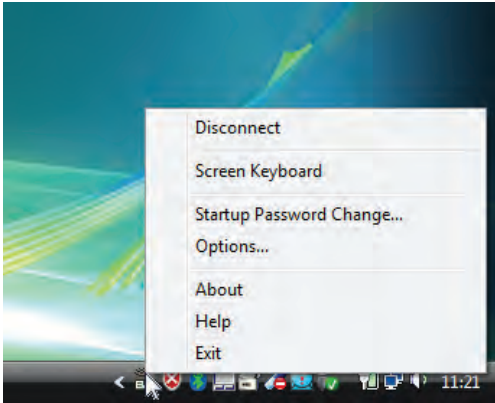 Disconnect
Screen Keyboard
Startup Password Change...
Options...
About
Help
Exit
11:21